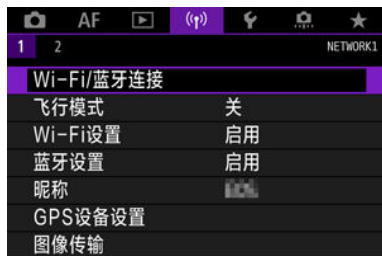 AF
1 2 NETWORK1
Wi-Fi/蓝牙连接
飞行模式 关
Wi-Fi设置 启用
蓝牙设置 启用
昵称
GPS设备设置
图像传输